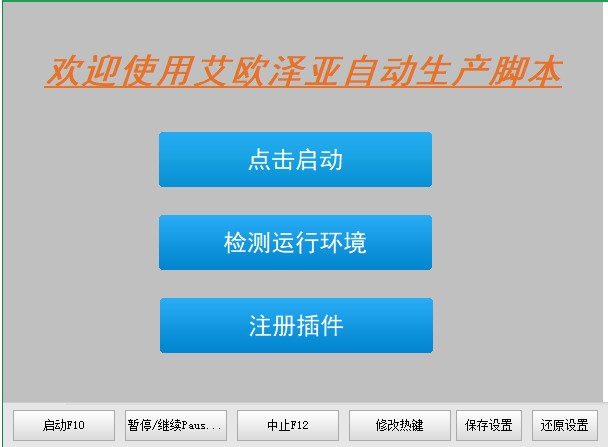 欢迎使用艾欧泽亚自动生产脚本
点击启动
检测运行环境
注册插件
启动F10 暂停/继续Paus... 中止F12 修改热键 保存设置 还原设置